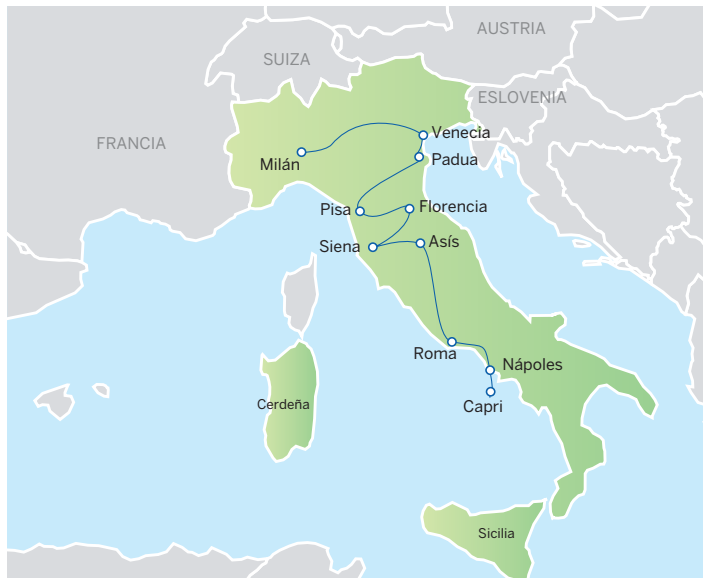 AUSTRIA
SUIZA
ESLOVENIA
FRANCIA
Venecia
Milán
Padua
Pisa
Florencia
Siena
Asís
Roma
Nápoles
Cerdeña
Capri
Sicilia